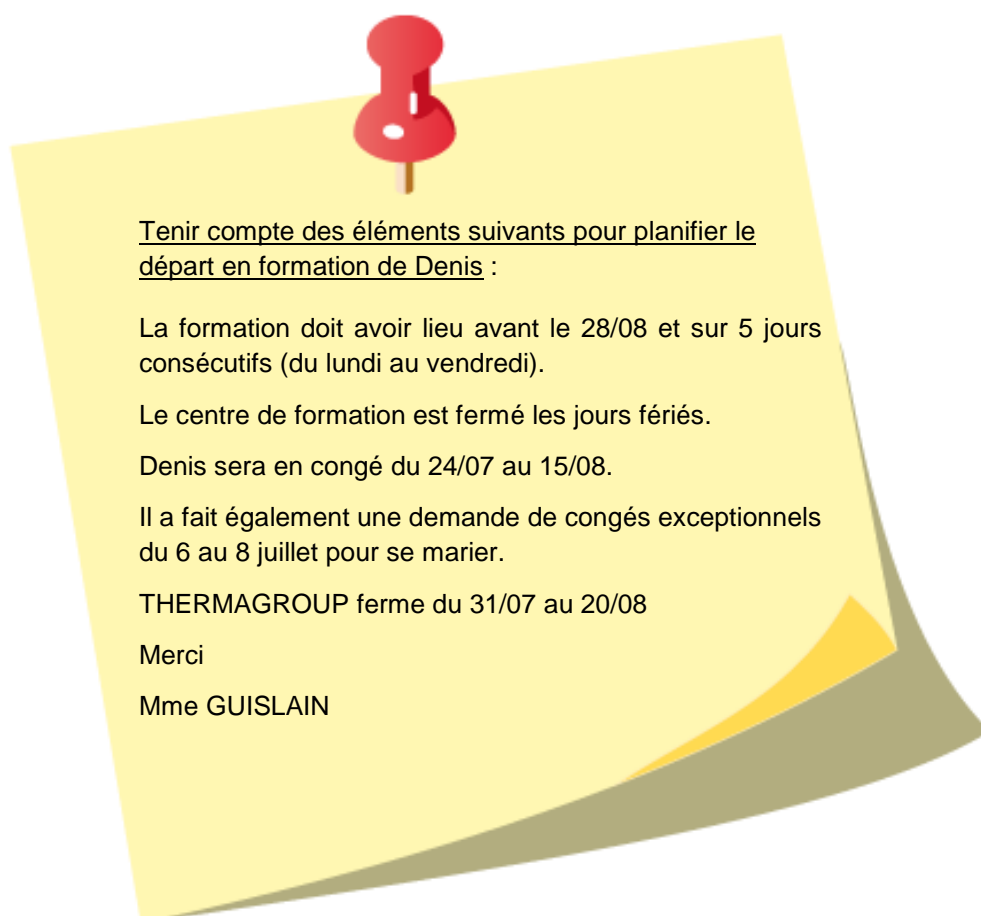 Tenir compte des éléments suivants pour planifier le
départ en formation de Denis :
La formation doit avoir lieu avant le 28/08 et sur 5 jours
consécutifs (du lundi au vendredi).
Le centre de formation est fermé les jours fériés.
Denis sera en congé du 24/07 au 15/08.
Il a fait également une demande de congés exceptionnels
du 6 au 8 juillet pour se marier.
THERMAGROUP ferme du 31/07 au 20/08
Merci
Mme GUISLAIN